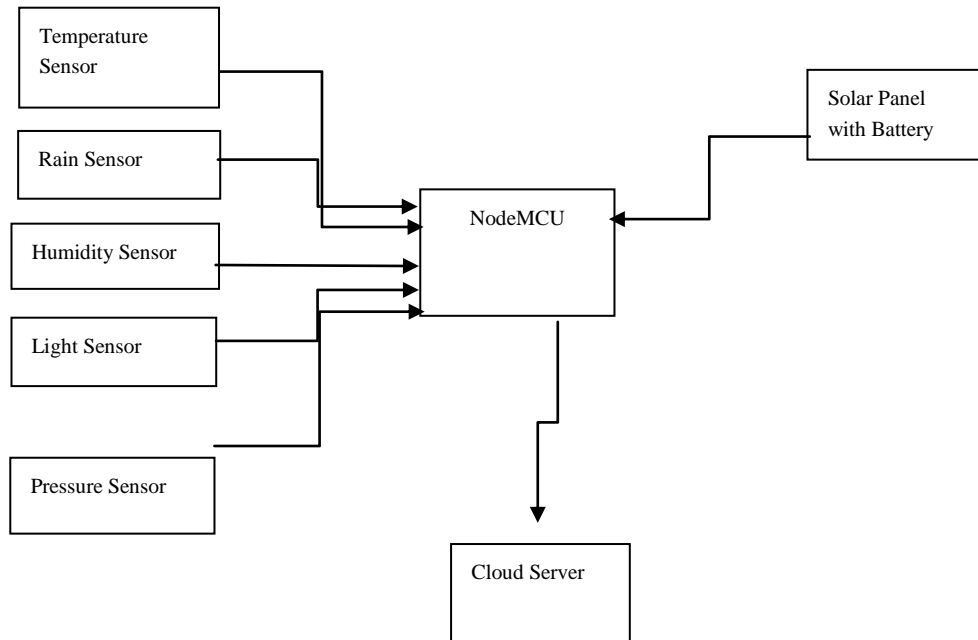 Temperature
Sensor
Rain Sensor
Humidity Sensor
Light Sensor
Pressure Sensor
NodeMCU
Solar Panel
with Battery
Cloud Server